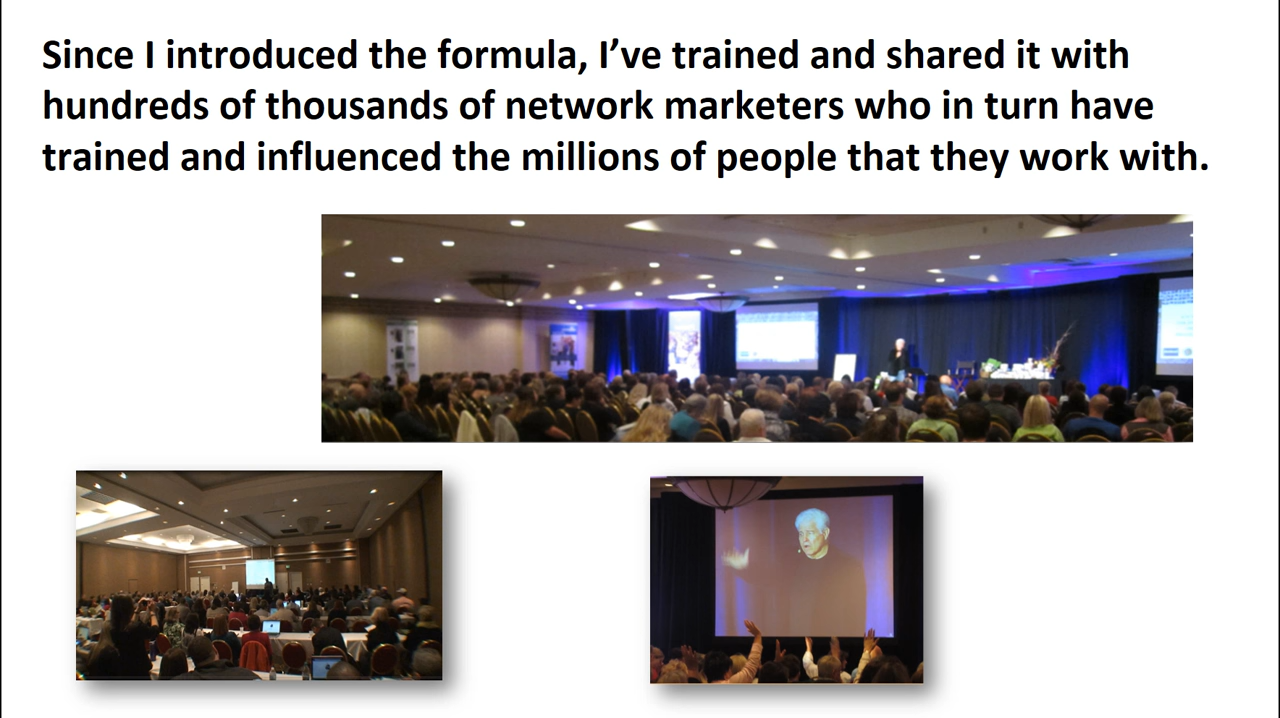 Since I introduced the formula, I’ve trained and shared it with
hundreds of thousands of network marketers who in turn have
trained and influenced the millions of people that they work with.